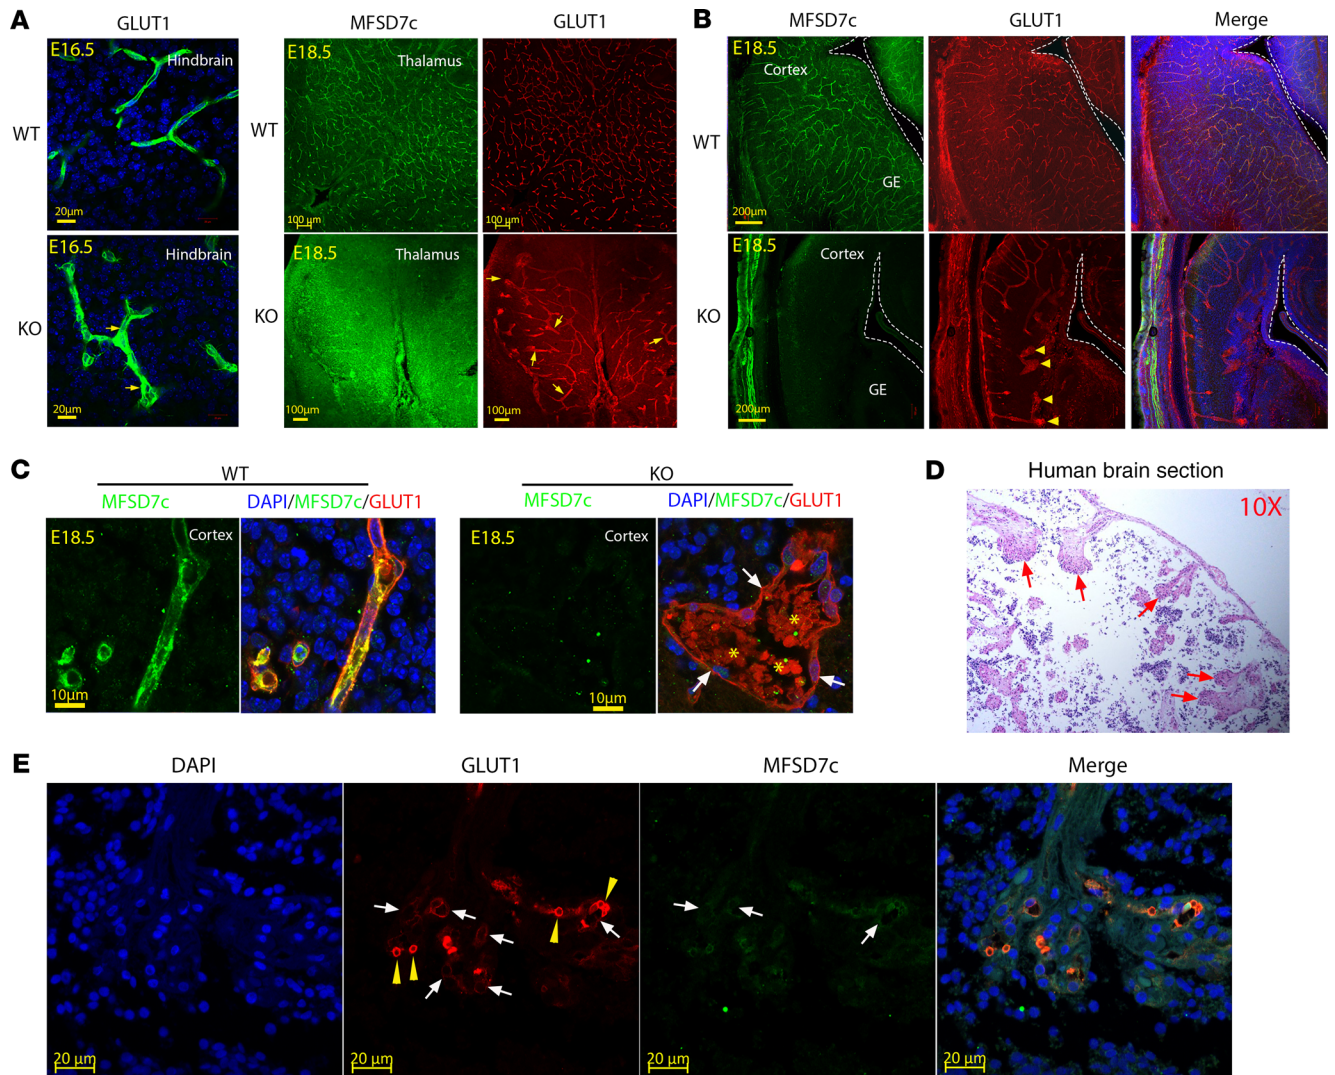 A
GLUT1
MFSD7c
GLUT1
WT
E16.5
Hindbrain
20µm
WT
E18.5
Thalamus
100 µm
100 µm
KO
E16.5
Hindbrain
20µm
KO
E18.5
Thalamus
100µm
100µm
B
MFSD7c
GLUT1
Merge
WT
E18.5
Cortex
GE
200µm
KO
E18.5
Cortex
GE
200µm
C
WT
MFSD7c
DAPI/MFSD7c/GLUT1
E18.5
Cortex
10µm
KO
MFSD7c
DAPI/MFSD7c/GLUT1
E18.5
Cortex
10µm
* * *
D
Human brain section
10X
E
DAPI
GLUT1
MFSD7c
Merge
20 µm
20 µm
20 µm
20 µm